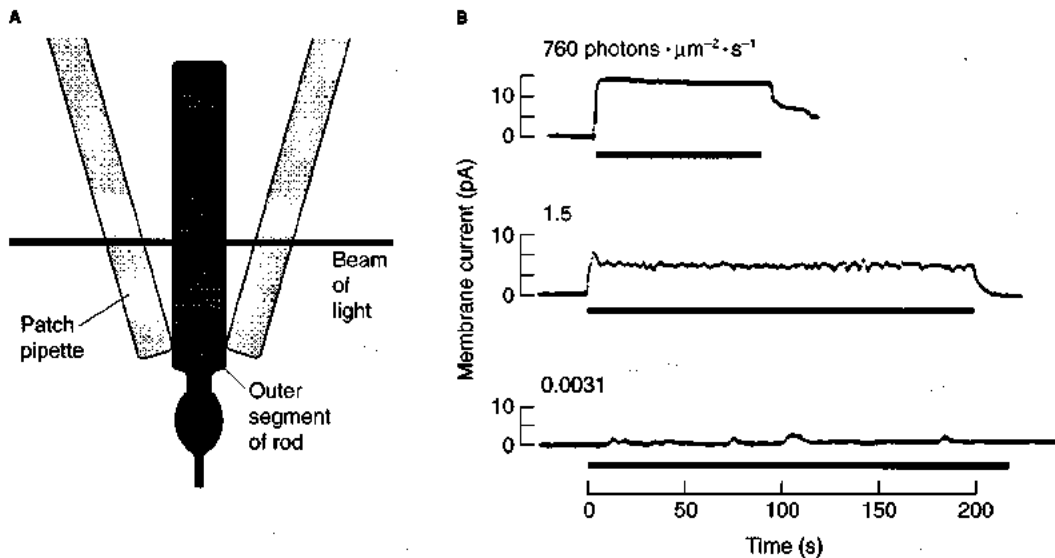 A
Beam
of
light
Patch
pipette
Outer
segment
of rod
B
760 photons · μm⁻² · s⁻¹
10
0
1.5
10
0
0.0031
10
0
Membrane current (pA)
0 50 100 150 200
Time (s)